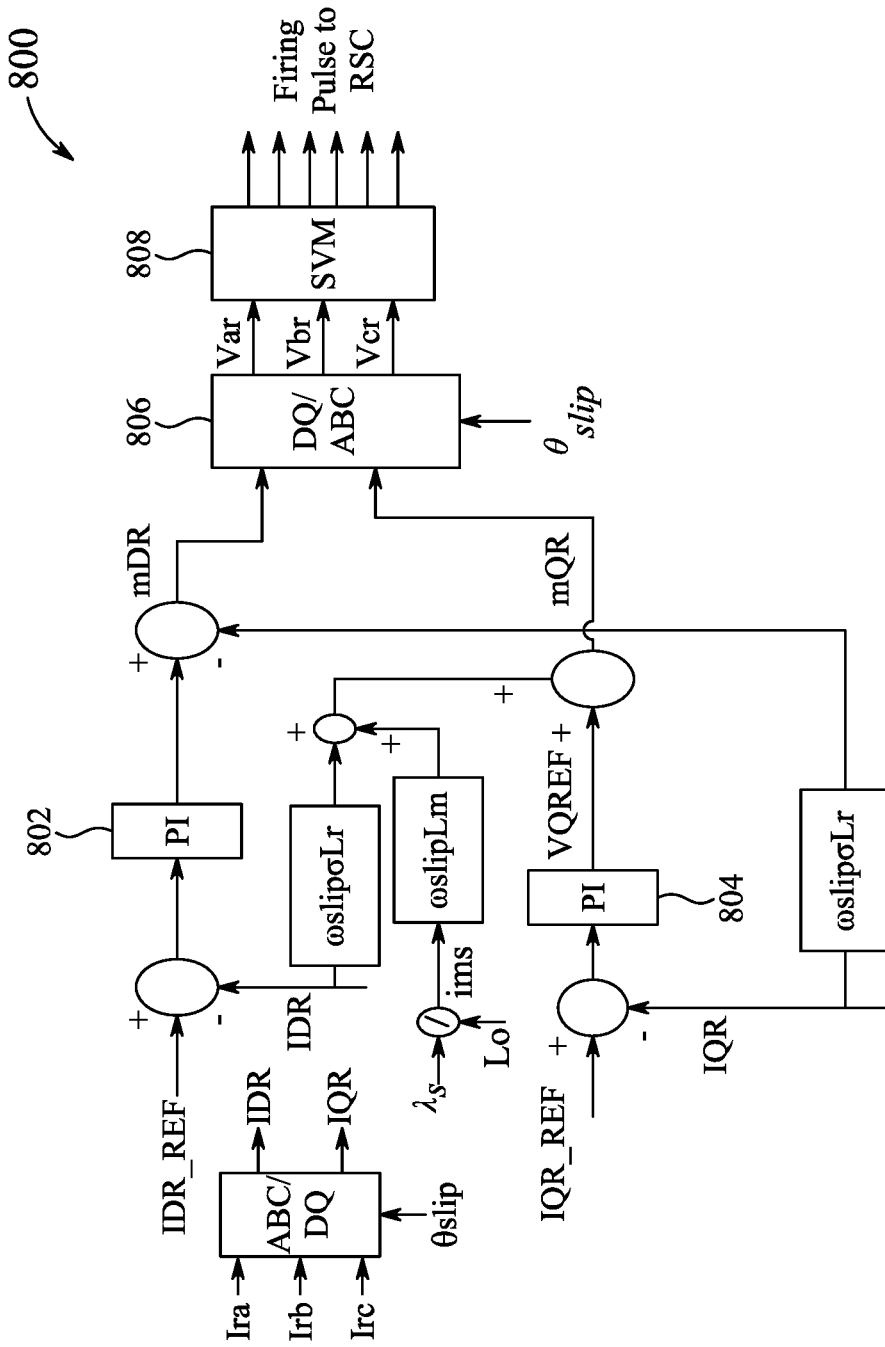 800
Ira
Irb
Irc
ABC/
DQ
θslip
IDR
IQR
IDR_REF
+
-
IDR
802
PI
+
-
mDR
ωslipσLr
+
λs
/
Lo
ims
ωslipLm
+
+
IQR_REF
+
-
IQR
PI
804
VQREF +
mQR
ωslipσLr
806
DQ/
ABC
θ slip
Var
Vbr
Vcr
808
SVM
Firing
Pulse to
RSC